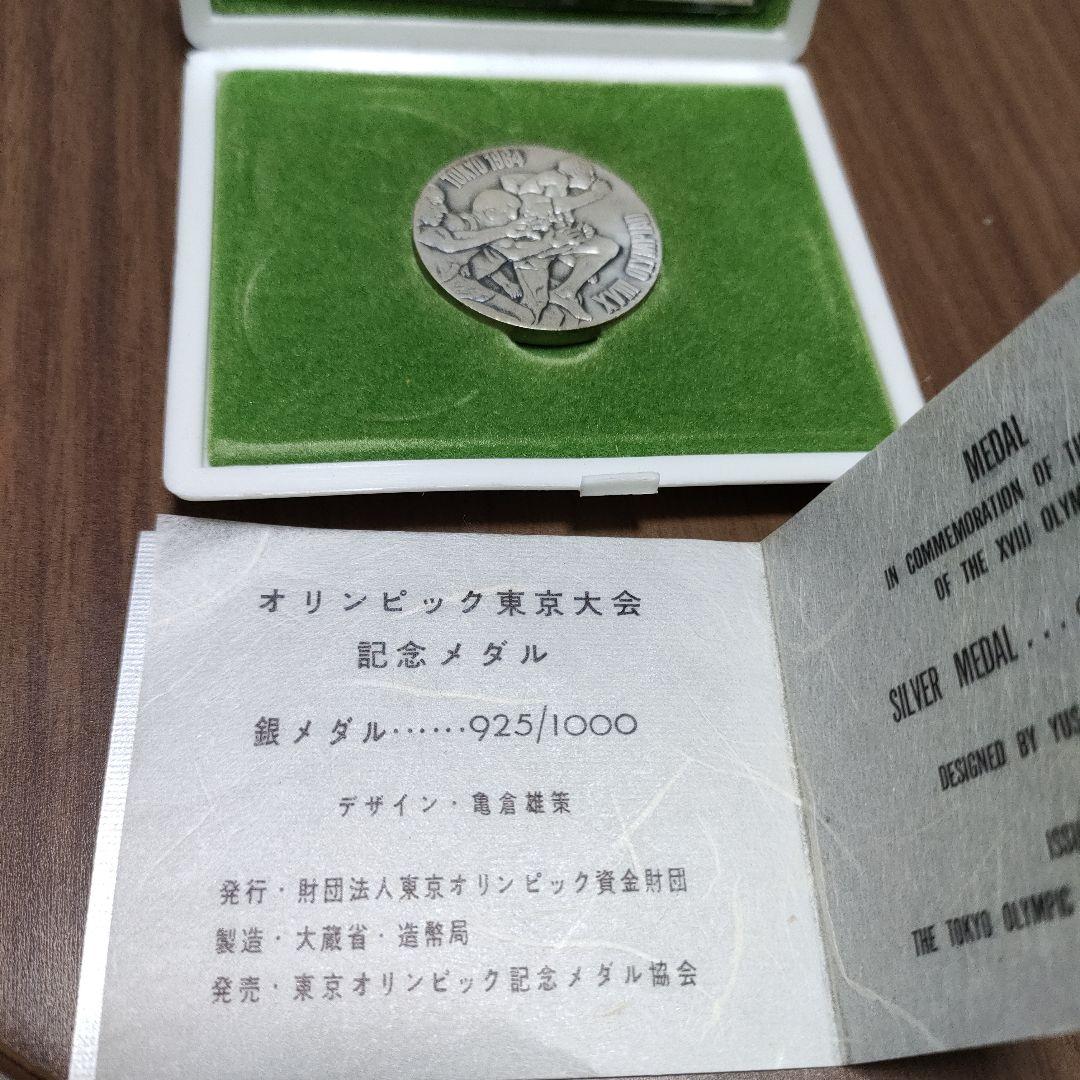 TOKYO 1964
XVIII OLYMPIAD
オリンピック東京大会
記念メダル
銀メダル‥‥‥925/1000
デザイン・亀倉雄策
発行・財団法人東京オリンピック資金財団
製造・大蔵省・造幣局
発売・東京オリンピック記念メダル協会
MEDAL
IN COMMEMORATION OF THE
OF THE XVIII
SILVER MEDAL...
DESIGNED BY
THE TOKYO OLYMPIC